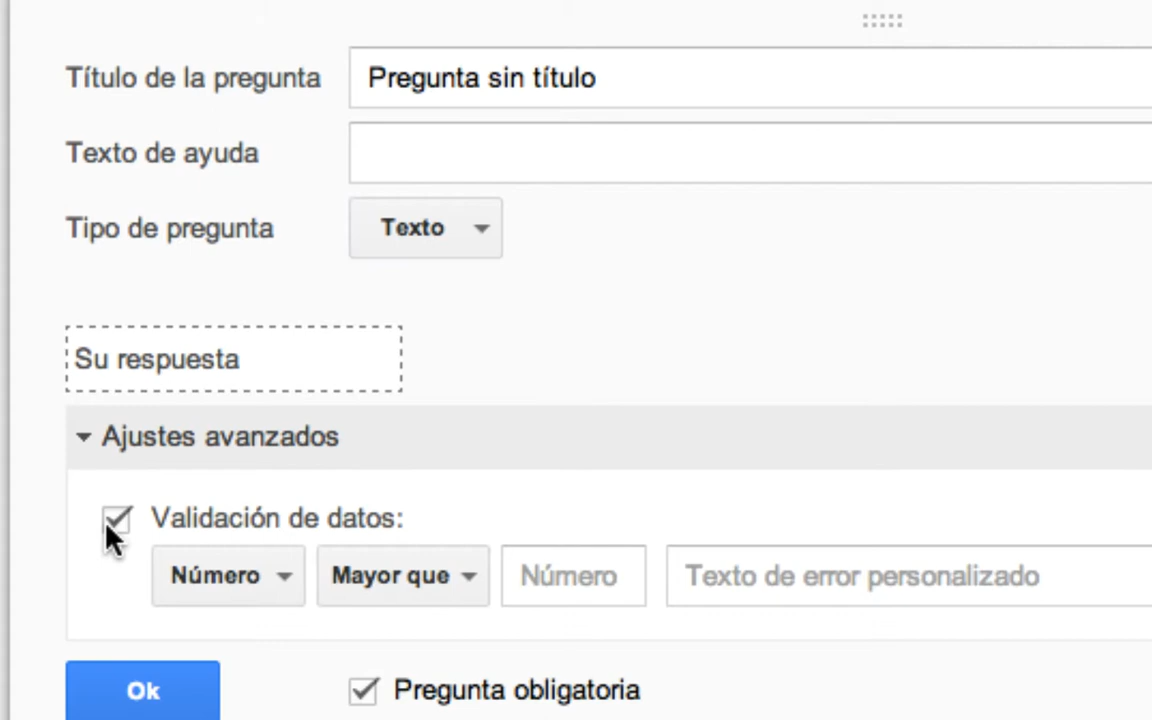 Título de la pregunta Pregunta sin título
Texto de ayuda
Tipo de pregunta Texto
Su respuesta
Ajustes avanzados
Validación de datos:
Número Mayor que Número Texto de error personalizado
Ok Pregunta obligatoria